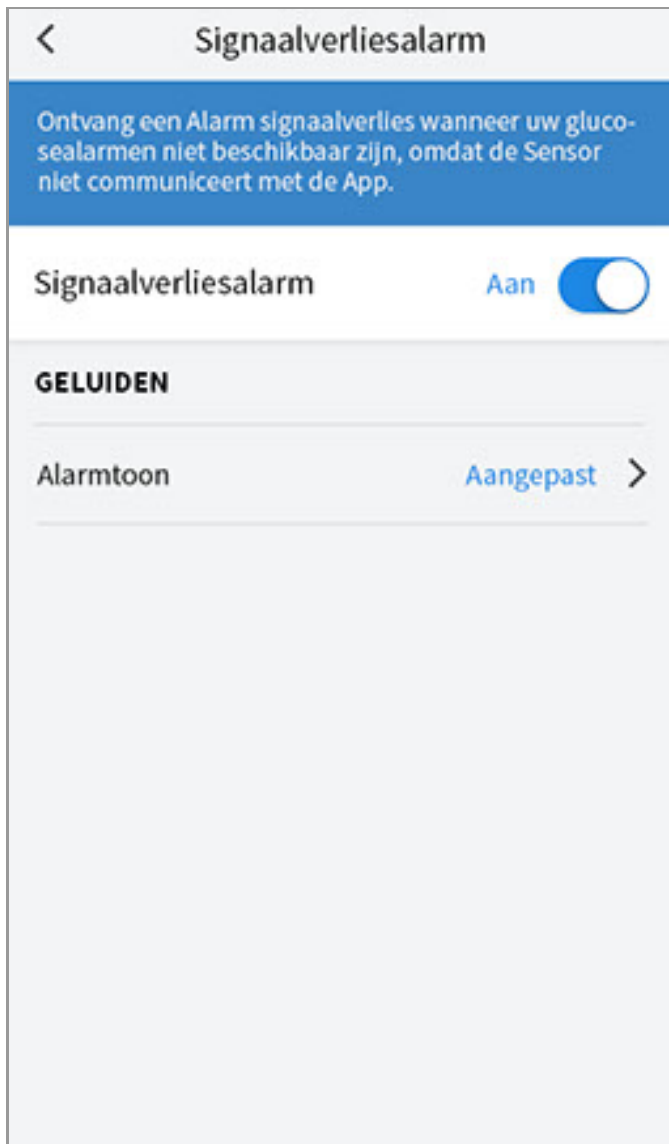 Signaalverliesalarm
Ontvang een Alarm signaalverlies wanneer uw gluco-
sealarmen niet beschikbaar zijn, omdat de Sensor
niet communiceert met de App.
Signaalverliesalarm Aan
GELUIDEN
Alarmtoon Aangepast